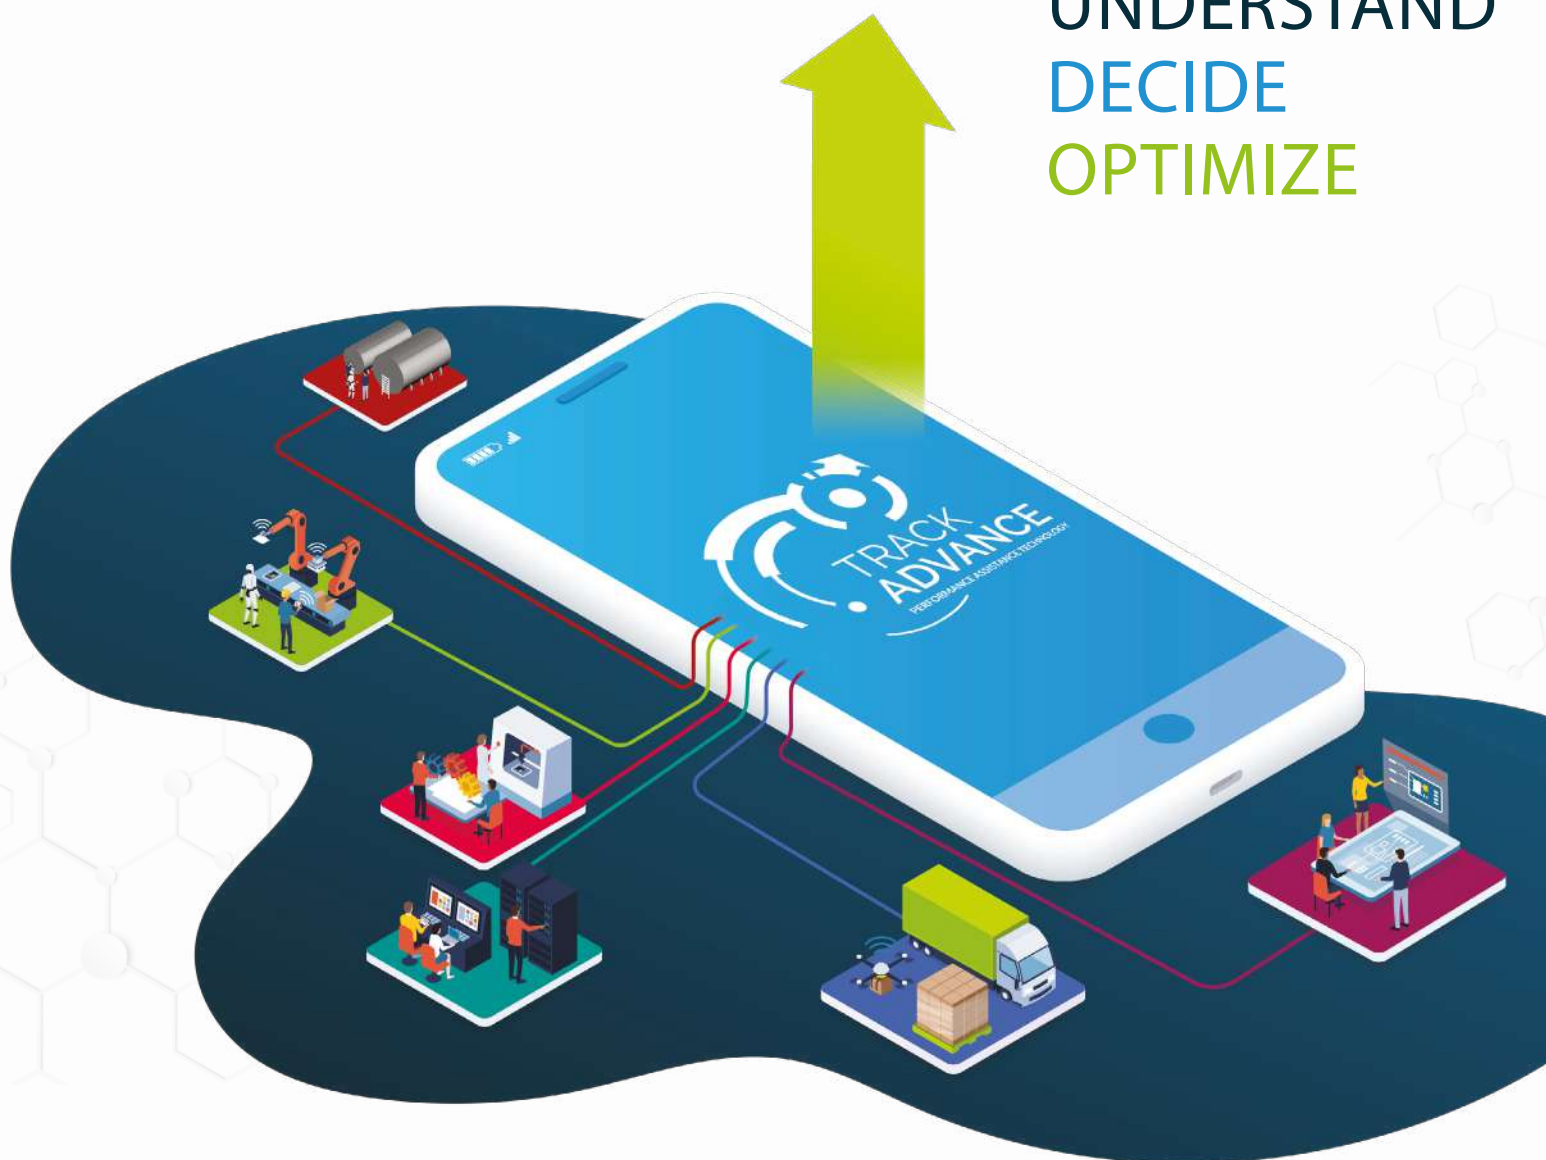 UNDERSTAND
DECIDE
OPTIMIZE
TRACK
ADVANCE
PERFORMANCE ASSISTANCE TECHNOLOGY